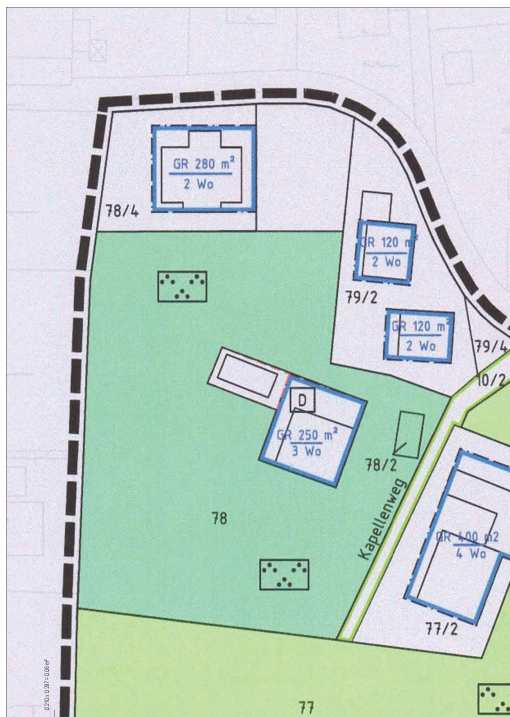 GR 280 m²
2 Wo
78/4
GR 120 m²
2 Wo
79/2
GR 120 m²
2 Wo
79/4
10/2
D
GR 250 m²
3 Wo
78/2
78
Kapellenweg
GR 400 m2
4 Wo
77/2
77